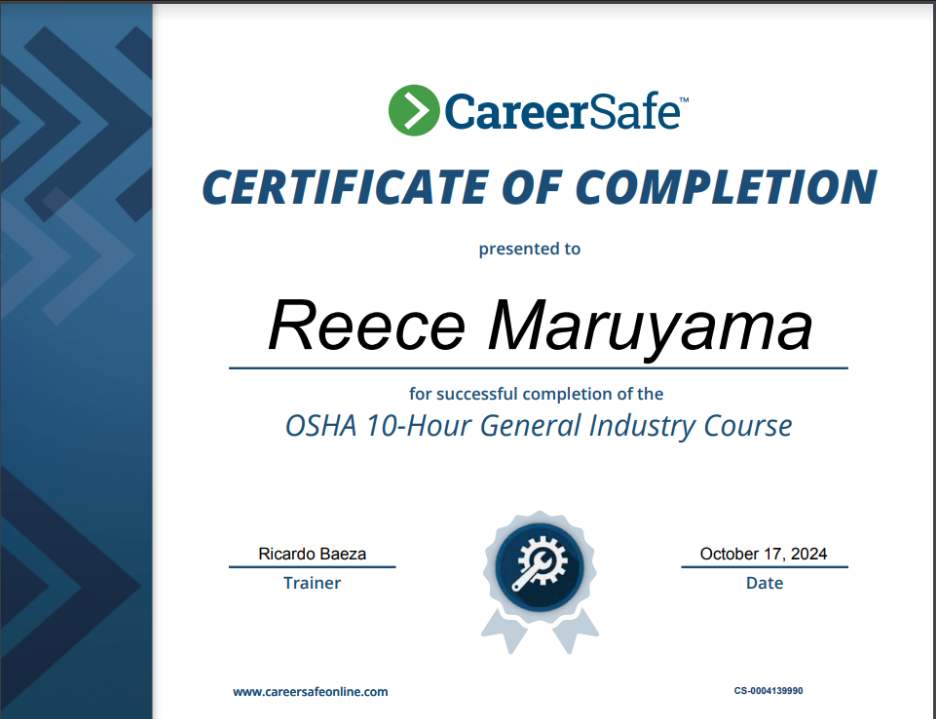 CareerSafe™
CERTIFICATE OF COMPLETION
presented to
Reece Maruyama
for successful completion of the
OSHA 10-Hour General Industry Course
Ricardo Baeza
Trainer
October 17, 2024
Date
www.careersafeonline.com
CS-0004139990